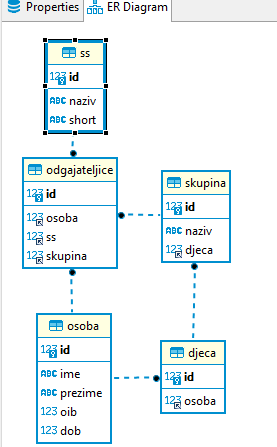 Properties
ER Diagram
ss
123 id
ABC naziv
ABC short
odgajateljice
123 id
123 osoba
123 ss
123 skupina
skupina
123 id
ABC naziv
123 djeca
osoba
123 id
ABC ime
ABC prezime
123 oib
123 dob
djeca
123 id
123 osoba